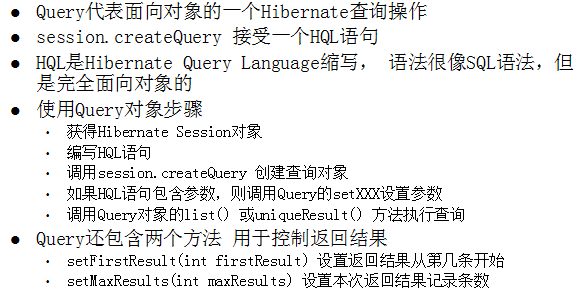 Query代表面向对象的一个Hibernate查询操作
session.createQuery 接受一个HQL语句
HQL是Hibernate Query Language缩写， 语法很像SQL语法，但
是完全面向对象的
使用Query对象步骤
获得Hibernate Session对象
编写HQL语句
调用session.createQuery 创建查询对象
如果HQL语句包含参数，则调用Query的setXXX设置参数
调用Query对象的list() 或uniqueResult() 方法执行查询
Query还包含两个方法 用于控制返回结果
setFirstResult(int firstResult) 设置返回结果从第几条开始
setMaxResults(int maxResults) 设置本次返回结果记录条数